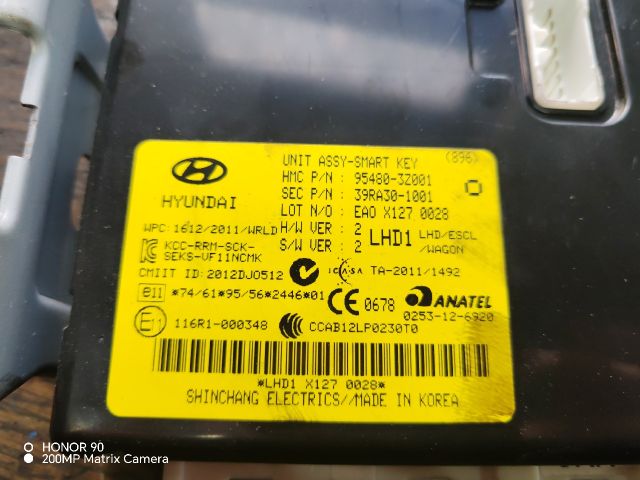 UNIT ASSY-SMART KEY (896)
HYUNDAI
HMC P/N : 95480-3Z001
SEC P/N : 39RA30-1001
LOT N/O : EAO X127 0028
WPC: 1612/2011/WRLD H/W VER : 2
KCC-RRM-SCK-
SEKS-VF11NCMK
S/W VER : 2
LHD1 LHD/ESCL
/WAGON
CMIIT ID: 2012DJ0512 ICASA TA-2011/1492
e11 *74/61*95/56*2446*01 CE 0678 ANATEL
0253-12-6920
E11 116R1-000348 CCAB12LP0230T0
*LHD1 X127 0028*
SHINCHANG ELECTRICS//MADE IN KOREA
HONOR 90
200MP Matrix Camera